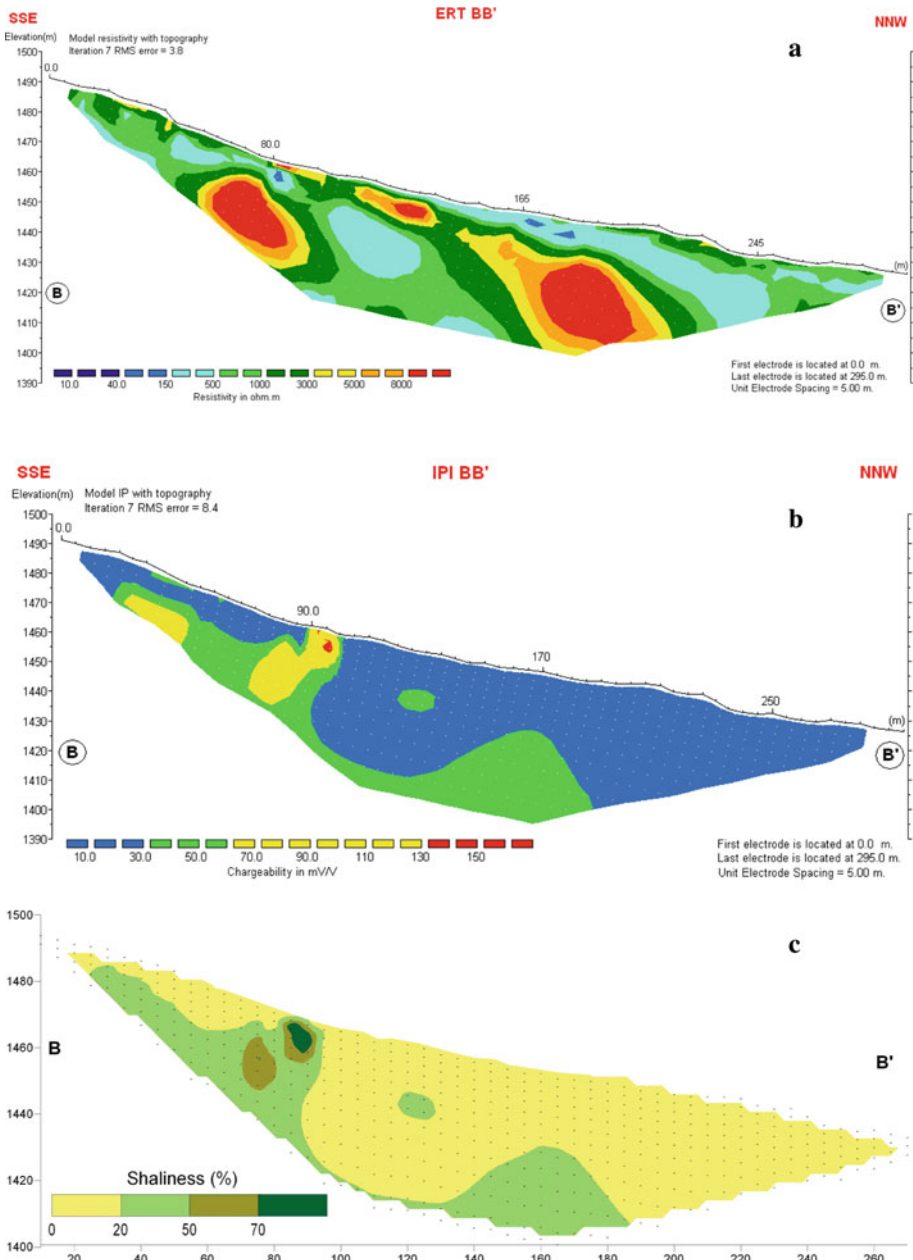 SSE
ERT BB'
NNW
Elevation(m)
Model resistivity with topography
Iteration 7 RMS error = 3.8
a
1500
0.0
1490
1480
1470
80.0
1460
1450
165
1440
245
1430
(m)
1420
B
B'
1410
1400
1390
10.0 40.0 150 500 1000 3000 5000 8000
Resistivity in ohm.m
First electrode is located at 0.0 m.
Last electrode is located at 295.0 m.
Unit Electrode Spacing = 5.00 m.
SSE
IPI BB'
NNW
Elevation(m)
Model IP with topography
Iteration 7 RMS error = 8.4
b
1500
0.0
1490
1480
1470
90.0
1460
1450
170
1440
250
1430
(m)
1420
B
B'
1410
1400
1390
10.0 30.0 50.0 70.0 90.0 110 130 150
Chargeability in mV/V
First electrode is located at 0.0 m.
Last electrode is located at 295.0 m.
Unit Electrode Spacing = 5.00 m.
1500
c
1480
1460
B
B'
1440
Shaliness (%)
1420
0 20 50 70
1400
20 40 60 80 100 120 140 160 180 200 220 240 260